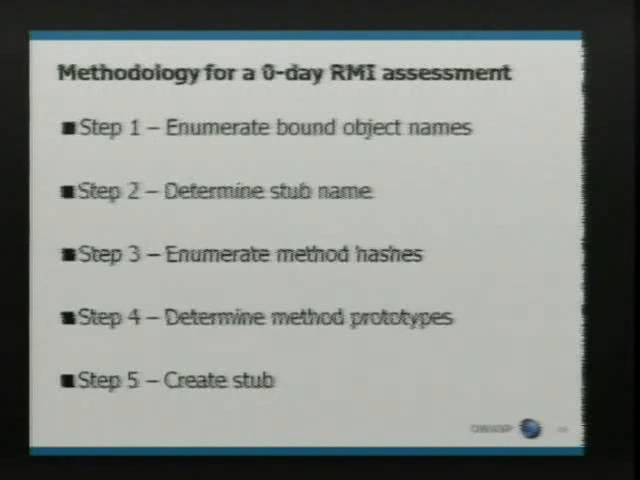 Methodology for a 0-day RMI assessment
Step 1 – Enumerate bound object names
Step 2 – Determine stub name
Step 3 – Enumerate method hashes
Step 4 – Determine method prototypes
Step 5 – Create stub
OWASP